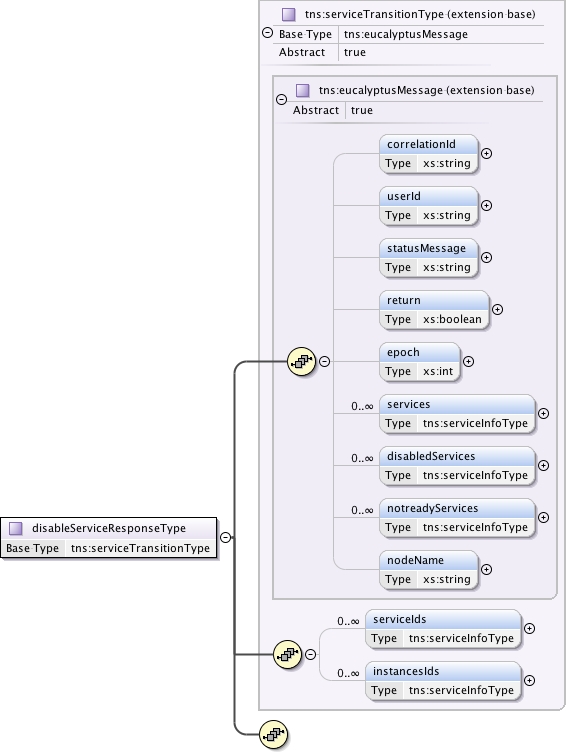 tns:serviceTransitionType (extension base)
Base Type tns:eucalyptusMessage
Abstract true
tns:eucalyptusMessage (extension base)
Abstract true
correlationId
Type xs:string
userId
Type xs:string
statusMessage
Type xs:string
return
Type xs:boolean
epoch
Type xs:int
0..∞ services
Type tns:serviceInfoType
0..∞ disabledServices
Type tns:serviceInfoType
0..∞ notreadyServices
Type tns:serviceInfoType
disableServiceResponseType
Base Type tns:serviceTransitionType
nodeName
Type xs:string
0..∞ serviceIds
Type tns:serviceInfoType
0..∞ instancesIds
Type tns:serviceInfoType